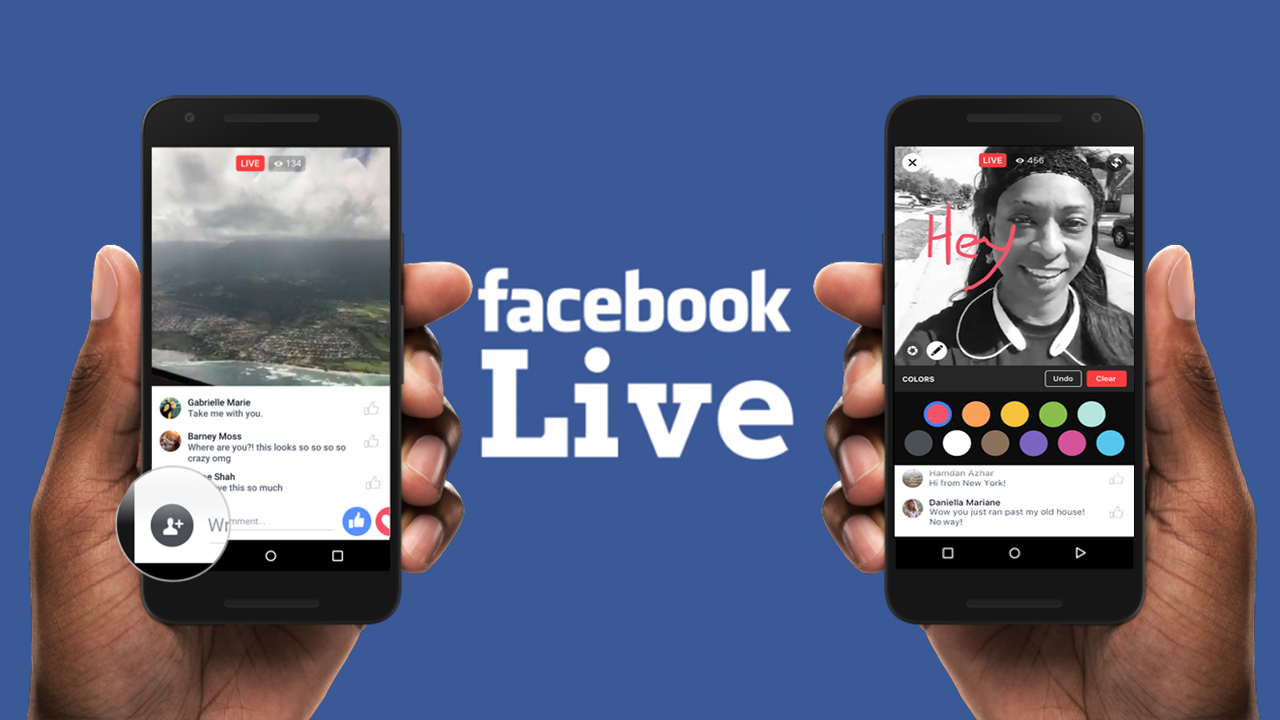 LIVE 134
Gabrielle Marie
Take me with you.
Barney Moss
Where are you?! this looks so so so so
crazy omg
Shah
this so much
facebook
Live
LIVE 456
Hey
COLORS Undo Clear
Hamdan Azhar
Hi from New York!
Daniella Mariane
Wow you just ran past my old house!
No way!